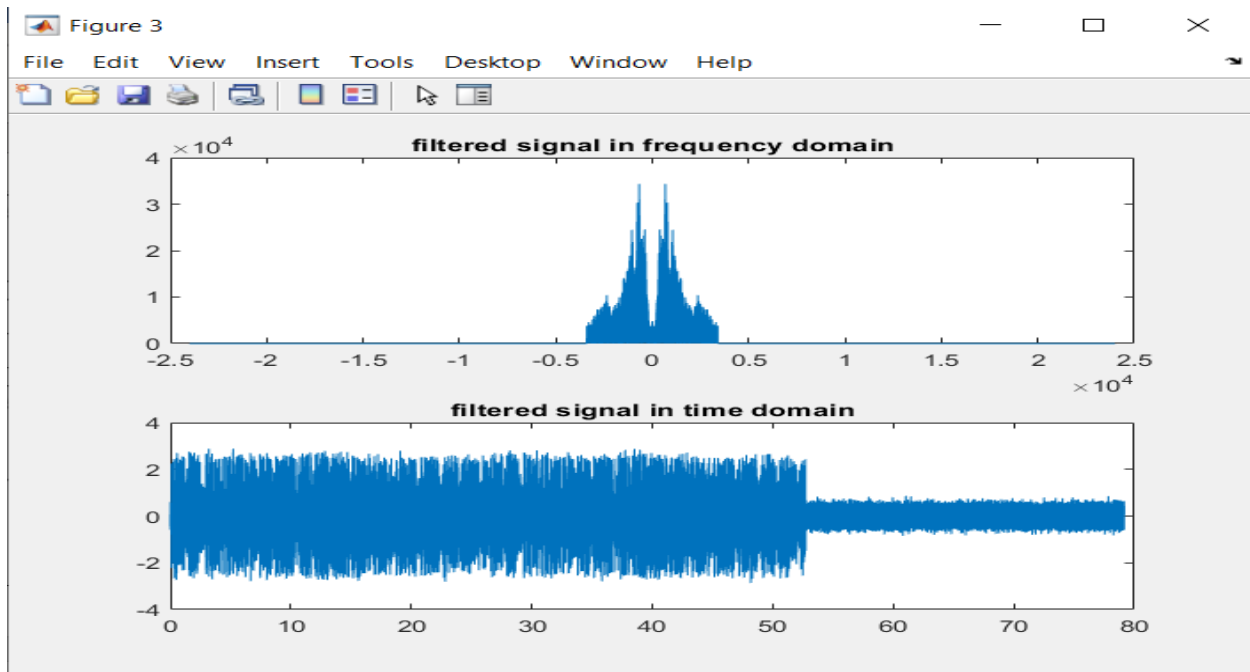 Figure 3
File Edit View Insert Tools Desktop Window Help
×10⁴
filtered signal in frequency domain
4
3
2
1
0
-2.5 -2 -1.5 -1 -0.5 0 0.5 1 1.5 2 2.5
×10⁴
filtered signal in time domain
4
2
0
-2
-4
0 10 20 30 40 50 60 70 80